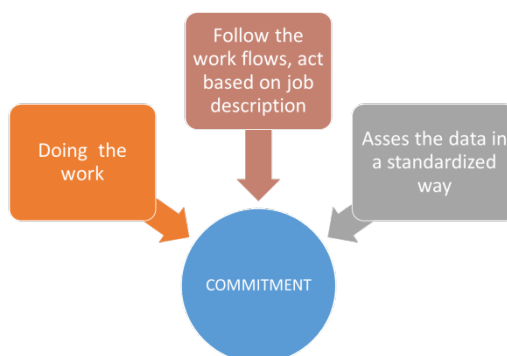 Follow the
work flows, act
based on job
description
Doing the
work
Asses the data in
a standardized
way
COMMITMENT